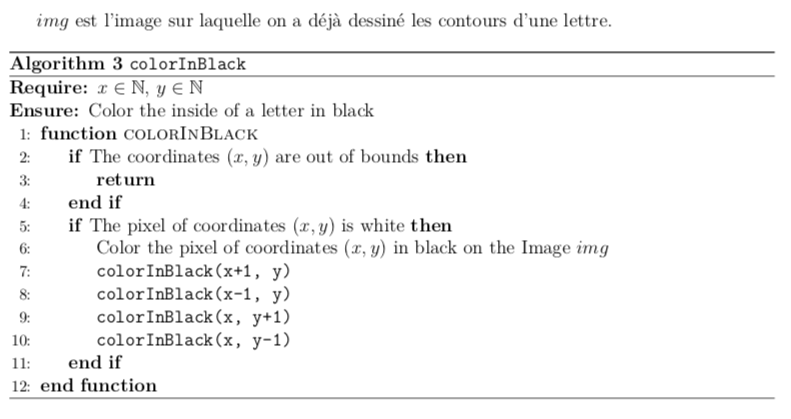 img est l'image sur laquelle on a déjà dessiné les contours d'une lettre.
Algorithm 3 colorInBlack
Require: x ∈ ℕ, y ∈ ℕ
Ensure: Color the inside of a letter in black
1: function COLORINBLACK
2: if The coordinates (x, y) are out of bounds then
3: return
4: end if
5: if The pixel of coordinates (x, y) is white then
6: Color the pixel of coordinates (x, y) in black on the Image img
7: colorInBlack(x+1, y)
8: colorInBlack(x-1, y)
9: colorInBlack(x, y+1)
10: colorInBlack(x, y-1)
11: end if
12: end function